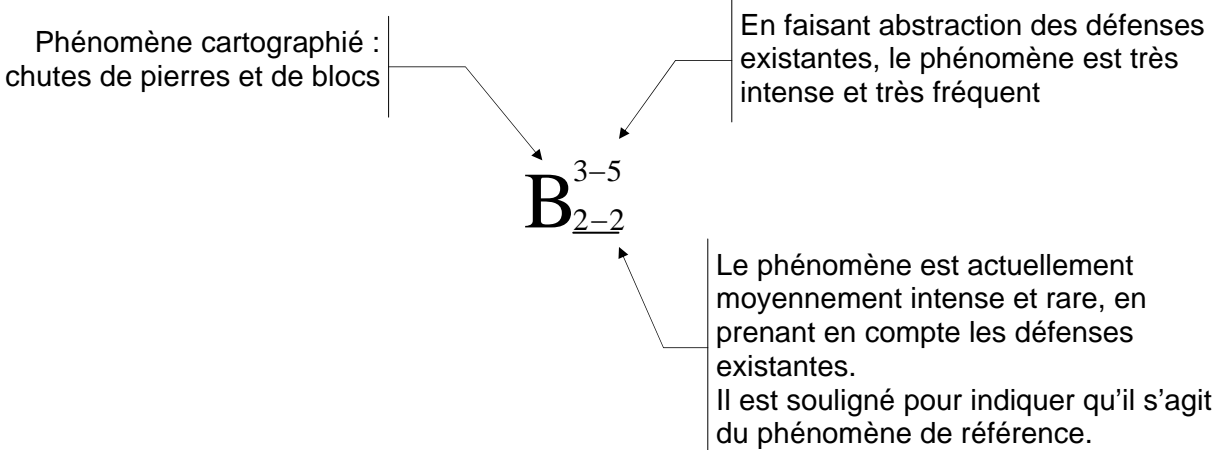 Phénomène cartographié :
chutes de pierres et de blocs
En faisant abstraction des défenses
existantes, le phénomène est très
intense et très fréquent
B 3–5
2–2
Le phénomène est actuellement
moyennement intense et rare, en
prenant en compte les défenses
existantes.
Il est souligné pour indiquer qu'il s'agit
du phénomène de référence.